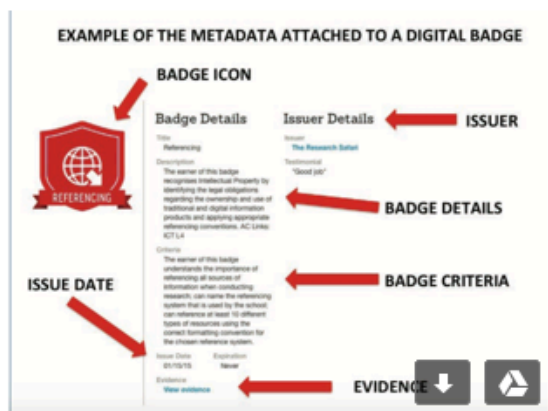 EXAMPLE OF THE METADATA ATTACHED TO A DIGITAL BADGE
BADGE ICON
REFERENCING
Badge Details
Title
Referencing
Description
The earner of this badge
recognises Intellectual Property by
identifying the legal obligations
regarding the ownership and use of
traditional and digital information
products and applying appropriate
referencing conventions. AC Links:
ICT L4
Criteria
The earner of this badge
understands the importance of
referencing all sources of
information when conducting
research; can name the referencing
system that is used by the school;
can reference at least 10 different
types of resources using the
correct formatting convention for
the chosen reference system.
Issue Date Expiration
01/15/15 Never
Evidence
View evidence
Issuer Details
Issuer
The Research Safari
Testimonial
"Good job"
ISSUER
BADGE DETAILS
BADGE CRITERIA
ISSUE DATE
EVIDENCE